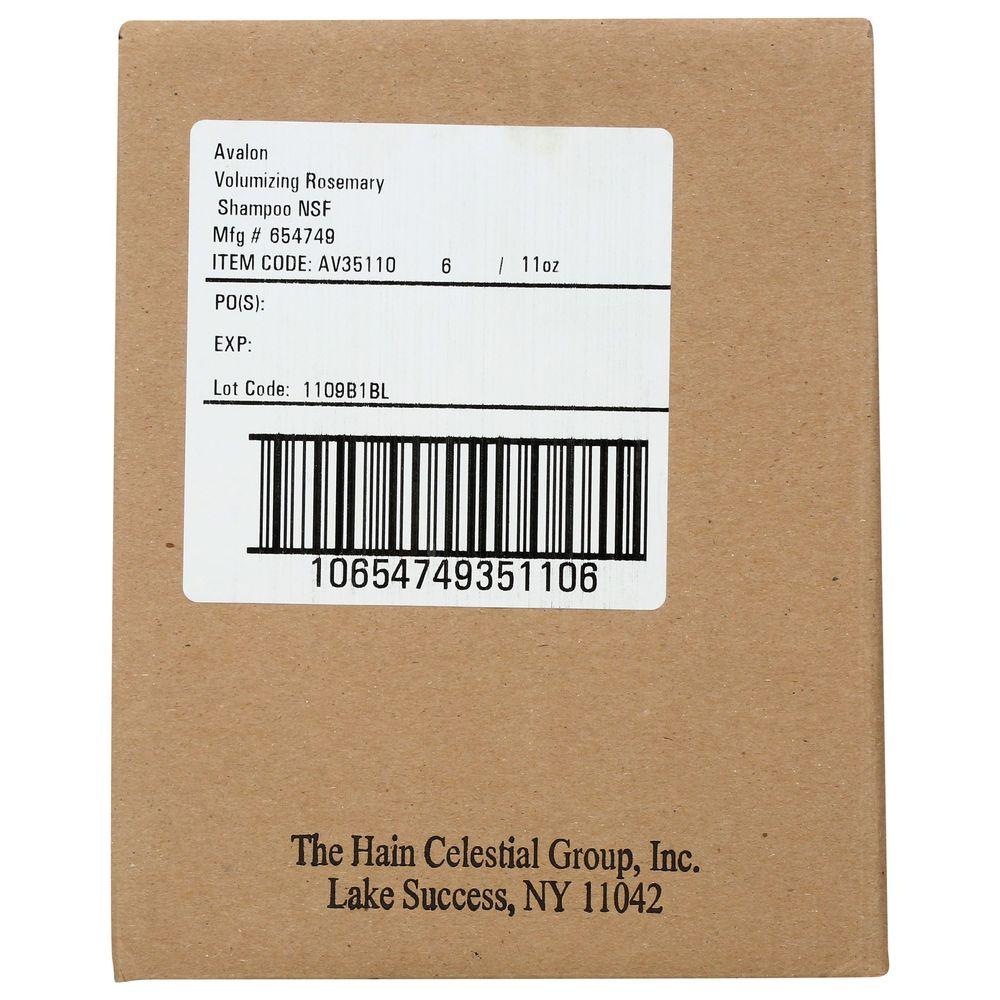 Avalon
Volumizing Rosemary
Shampoo NSF
Mfg # 654749
ITEM CODE: AV35110 6 / 11oz
PO(S):
EXP:
Lot Code: 1109B1BL
10654749351106
The Hain Celestial Group, Inc.
Lake Success, NY 11042